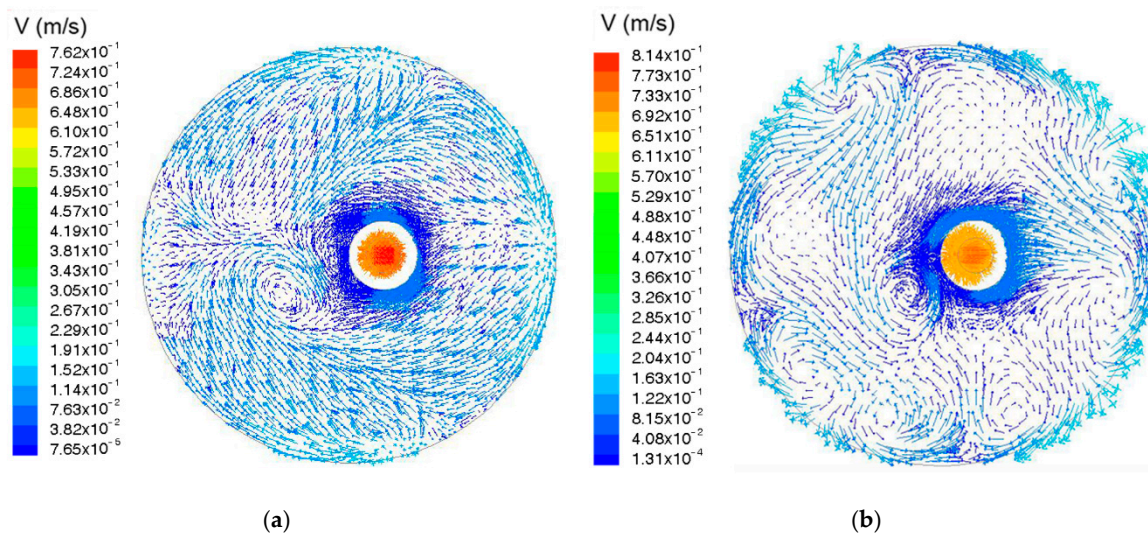 V (m/s)
7.62x10⁻¹
7.24x10⁻¹
6.86x10⁻¹
6.48x10⁻¹
6.10x10⁻¹
5.72x10⁻¹
5.33x10⁻¹
4.95x10⁻¹
4.57x10⁻¹
4.19x10⁻¹
3.81x10⁻¹
3.43x10⁻¹
3.05x10⁻¹
2.67x10⁻¹
2.29x10⁻¹
1.91x10⁻¹
1.52x10⁻¹
1.14x10⁻¹
7.63x10⁻²
3.82x10⁻²
7.65x10⁻⁶
(a)
V (m/s)
8.14x10⁻¹
7.73x10⁻¹
7.33x10⁻¹
6.92x10⁻¹
6.51x10⁻¹
6.11x10⁻¹
5.70x10⁻¹
5.29x10⁻¹
4.88x10⁻¹
4.48x10⁻¹
4.07x10⁻¹
3.66x10⁻¹
3.26x10⁻¹
2.85x10⁻¹
2.44x10⁻¹
2.04x10⁻¹
1.63x10⁻¹
1.22x10⁻¹
8.15x10⁻²
4.08x10⁻²
1.31x10⁻⁴
(b)